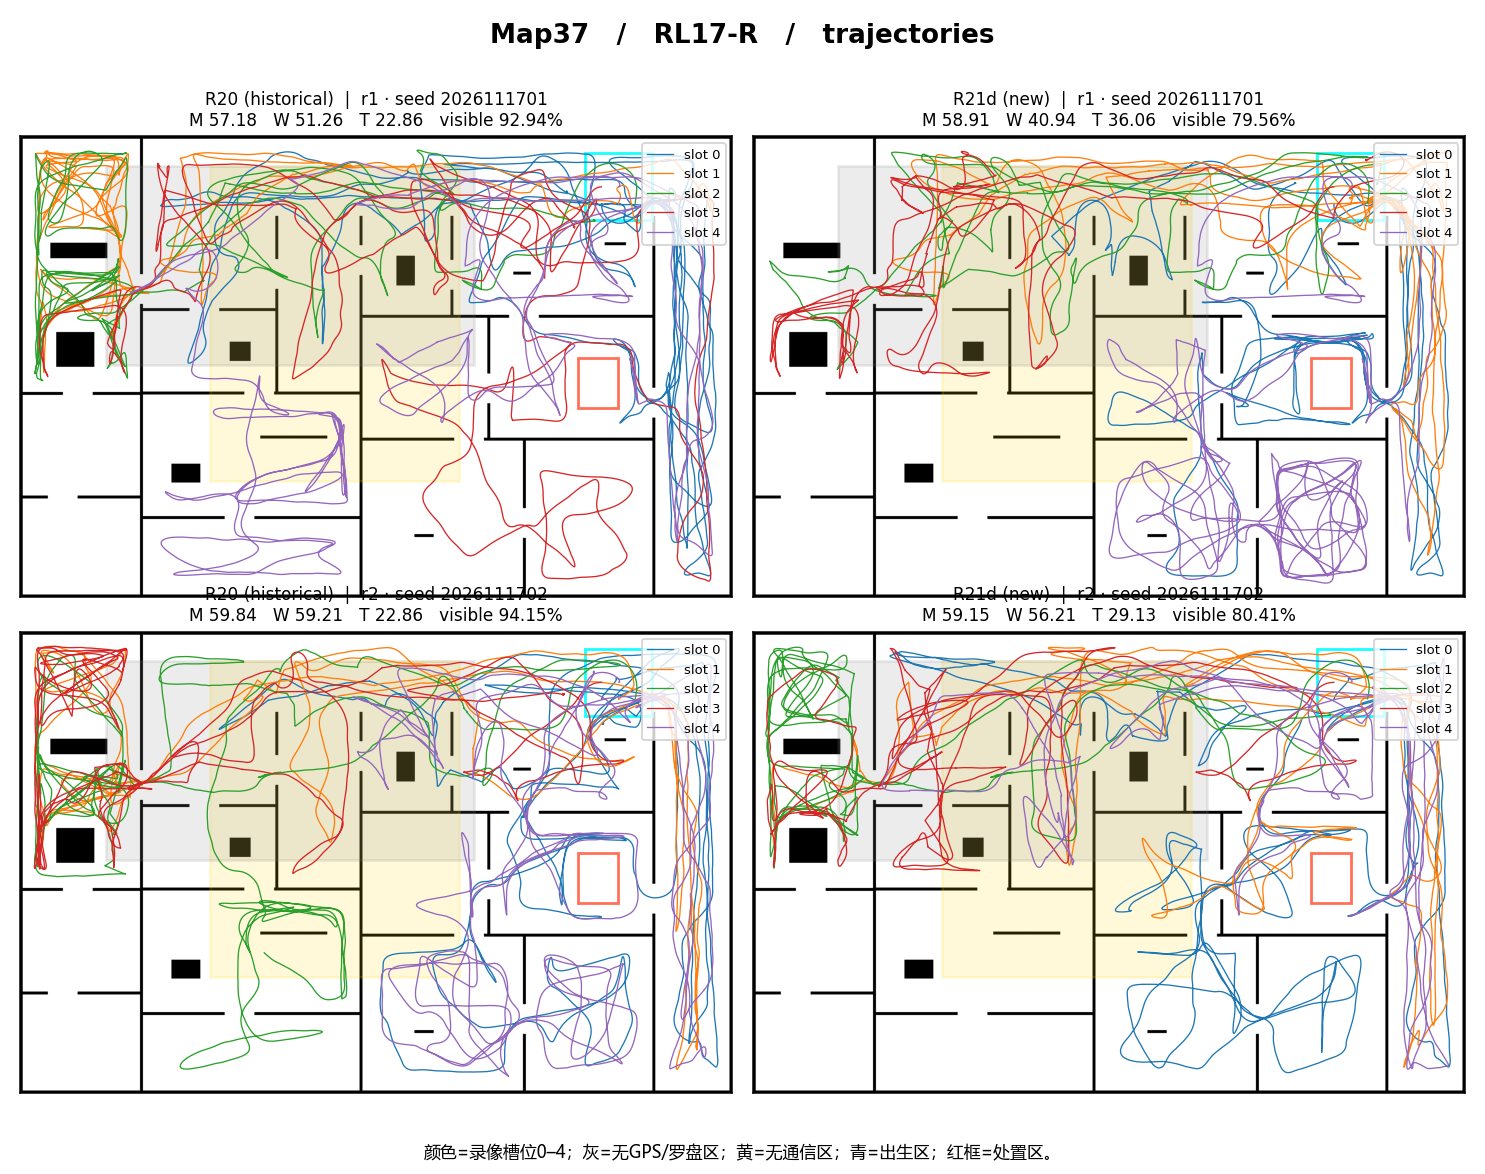 Map37 / RL17-R / trajectories
R20 (historical) | r1 · seed 2026111701
M 57.18 W 51.26 T 22.86 visible 92.94%
slot 0
slot 1
slot 2
slot 3
slot 4
R21d (new) | r1 · seed 2026111701
M 58.91 W 40.94 T 36.06 visible 79.56%
slot 0
slot 1
slot 2
slot 3
slot 4
R20 (historical) | r2 · seed 2026111702
M 59.84 W 59.21 T 22.86 visible 94.15%
slot 0
slot 1
slot 2
slot 3
slot 4
R21d (new) | r2 · seed 2026111702
M 59.15 W 56.21 T 29.13 visible 80.41%
slot 0
slot 1
slot 2
slot 3
slot 4
颜色=录像槽位0–4；灰=无GPS/罗盘区；黄=无通信区；青=出生区；红框=处置区。